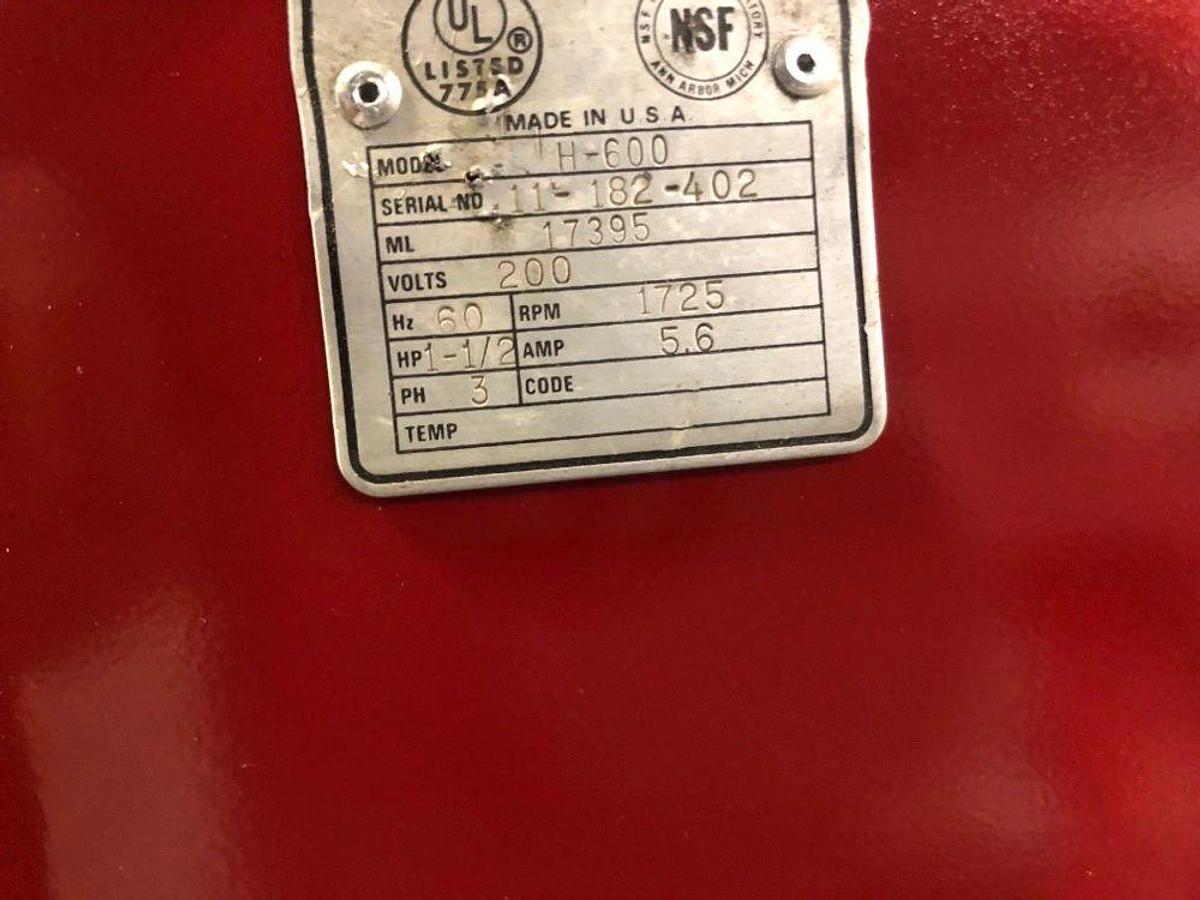 UL
®
LISTED
775A
NSF
ANN ARBOR MICH
MADE IN U.S.A.
MODEL H-600
SERIAL NO 11-182-402
ML 17395
VOLTS 200
Hz 60 RPM 1725
HP 1-1/2 AMP 5.6
PH 3 CODE
TEMP